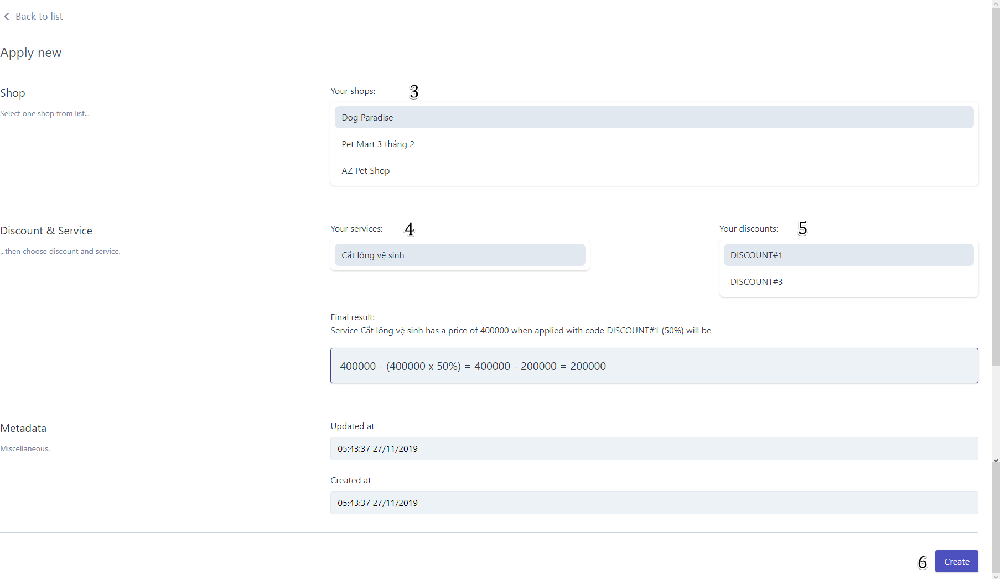 Back to list
Apply new
Shop
Select one shop from list...
Your shops:
3
Dog Paradise
Pet Mart 3 tháng 2
AZ Pet Shop
Discount & Service
...then choose discount and service.
Your services:
4
Cắt lông vệ sinh
Your discounts:
5
DISCOUNT#1
DISCOUNT#3
Final result:
Service Cắt lông vệ sinh has a price of 400000 when applied with code DISCOUNT#1 (50%) will be
400000 - (400000 x 50%) = 400000 - 200000 = 200000
Metadata
Miscellaneous.
Updated at
05:43:37 27/11/2019
Created at
05:43:37 27/11/2019
6
Create